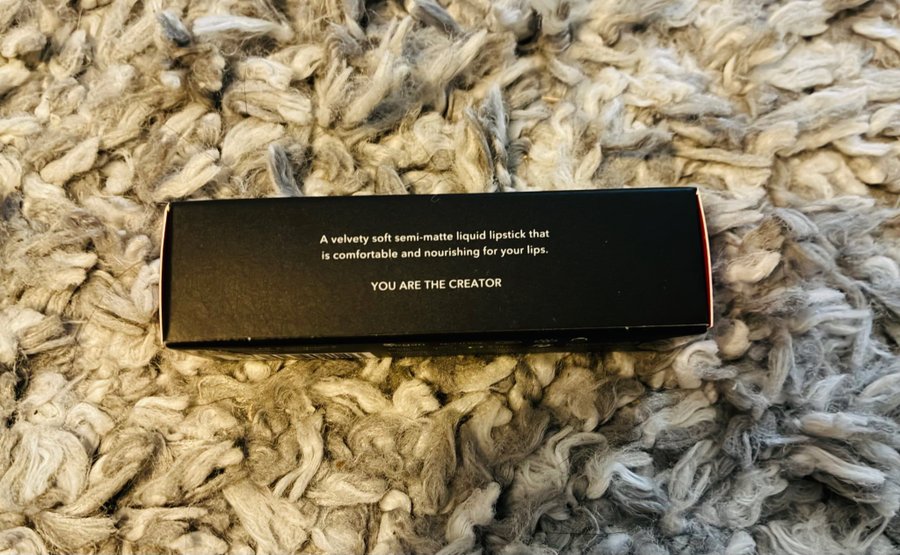 A velvety soft semi-matte liquid lipstick that
is comfortable and nourishing for your lips.
YOU ARE THE CREATOR